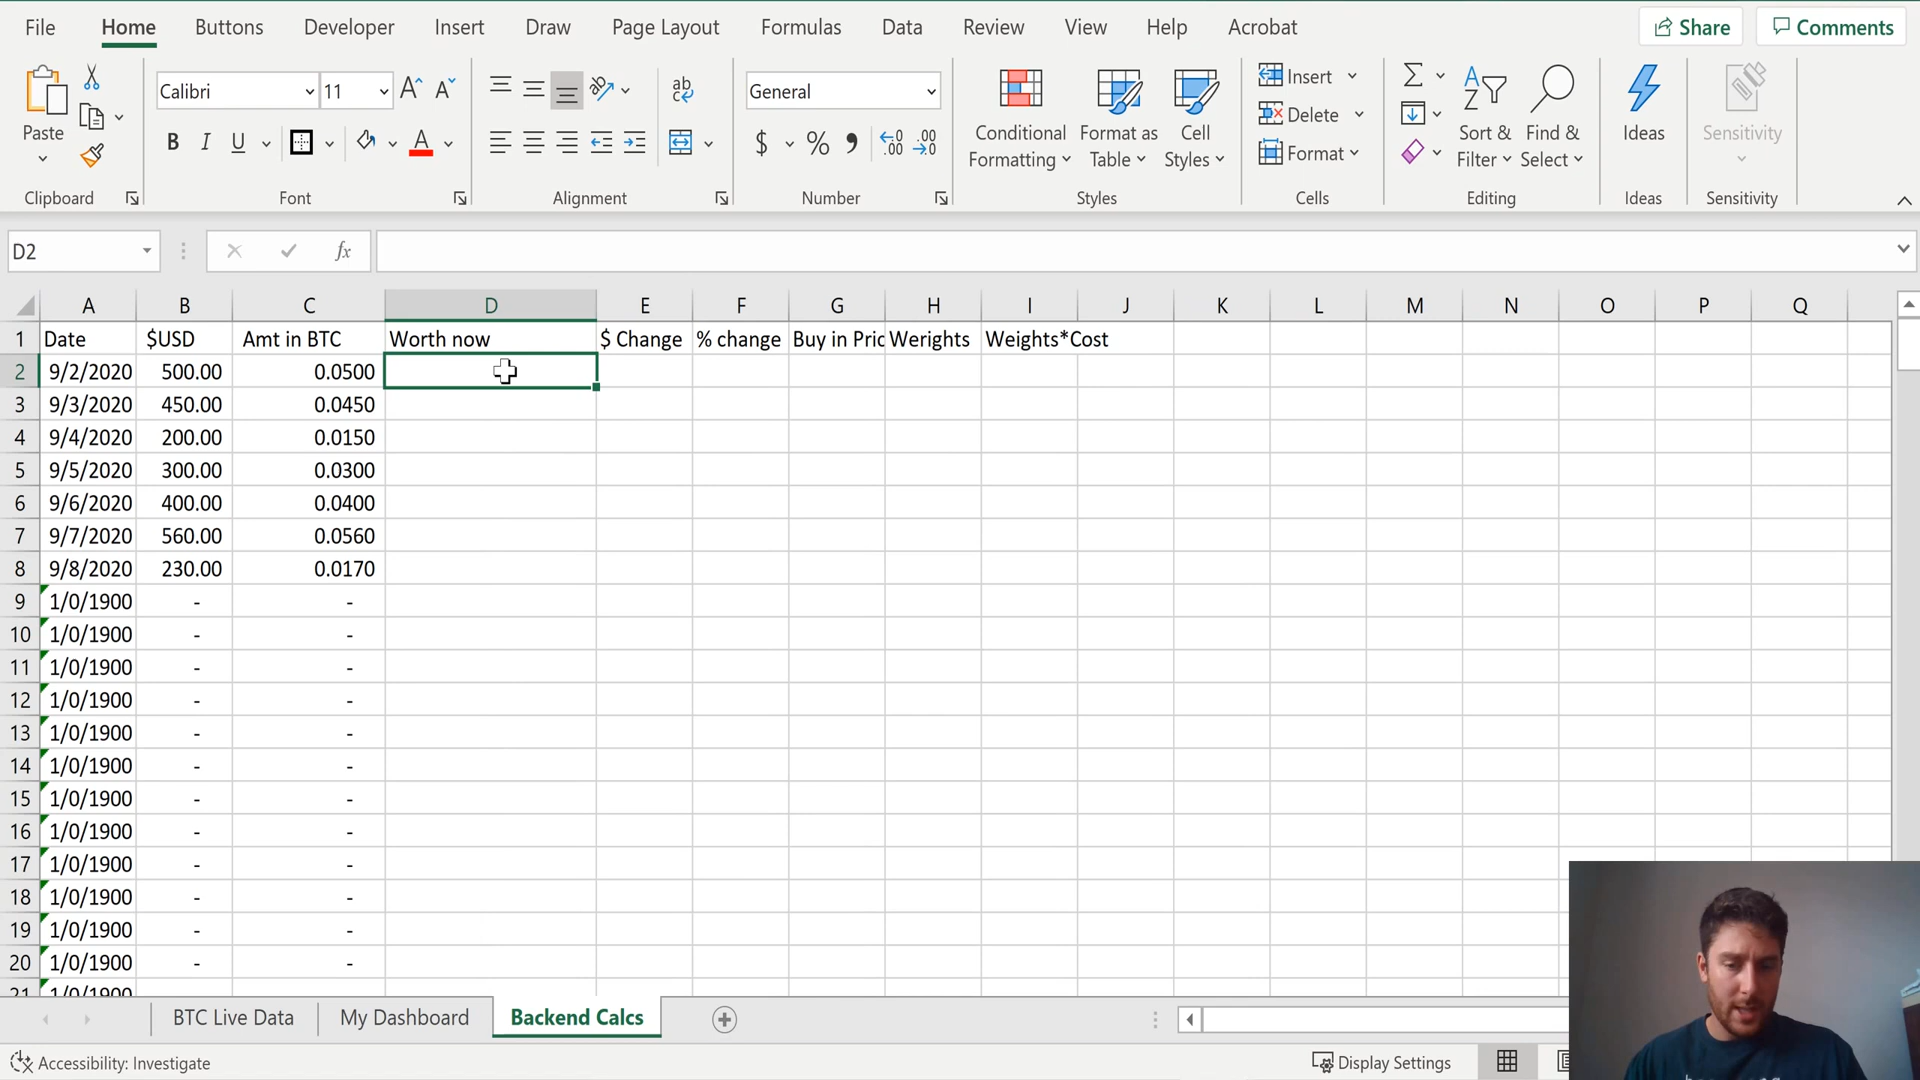 File Home Buttons Developer Insert Draw Page Layout Formulas Data Review View Help Acrobat Share Comments
Calibri 11 General Insert
Paste Conditional Format as Cell Delete Sort & Find & Ideas Sensitivity
Formatting Table Styles Format Filter Select
Clipboard Font Alignment Number Styles Cells Editing Ideas Sensitivity
D2 fx
A B C D E F G H I J K L M N O P Q
1 Date $USD Amt in BTC Worth now $ Change % change Buy in Pric Werights Weights*Cost
2 9/2/2020 500.00 0.0500
3 9/3/2020 450.00 0.0450
4 9/4/2020 200.00 0.0150
5 9/5/2020 300.00 0.0300
6 9/6/2020 400.00 0.0400
7 9/7/2020 560.00 0.0560
8 9/8/2020 230.00 0.0170
9 1/0/1900 - -
10 1/0/1900 - -
11 1/0/1900 - -
12 1/0/1900 - -
13 1/0/1900 - -
14 1/0/1900 - -
15 1/0/1900 - -
16 1/0/1900 - -
17 1/0/1900 - -
18 1/0/1900 - -
19 1/0/1900 - -
20 1/0/1900 - -
21 1/0/1900
BTC Live Data My Dashboard Backend Calcs
Accessibility: Investigate Display Settings